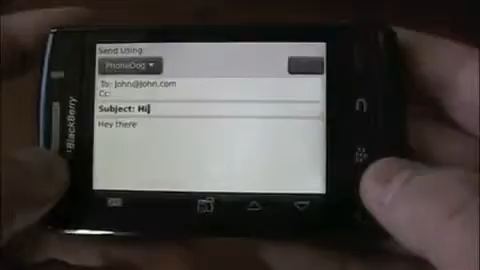 Send Using:
PhoneDog
To: john@john.com
Cc:
Subject: Hi
Hey there
BlackBerry